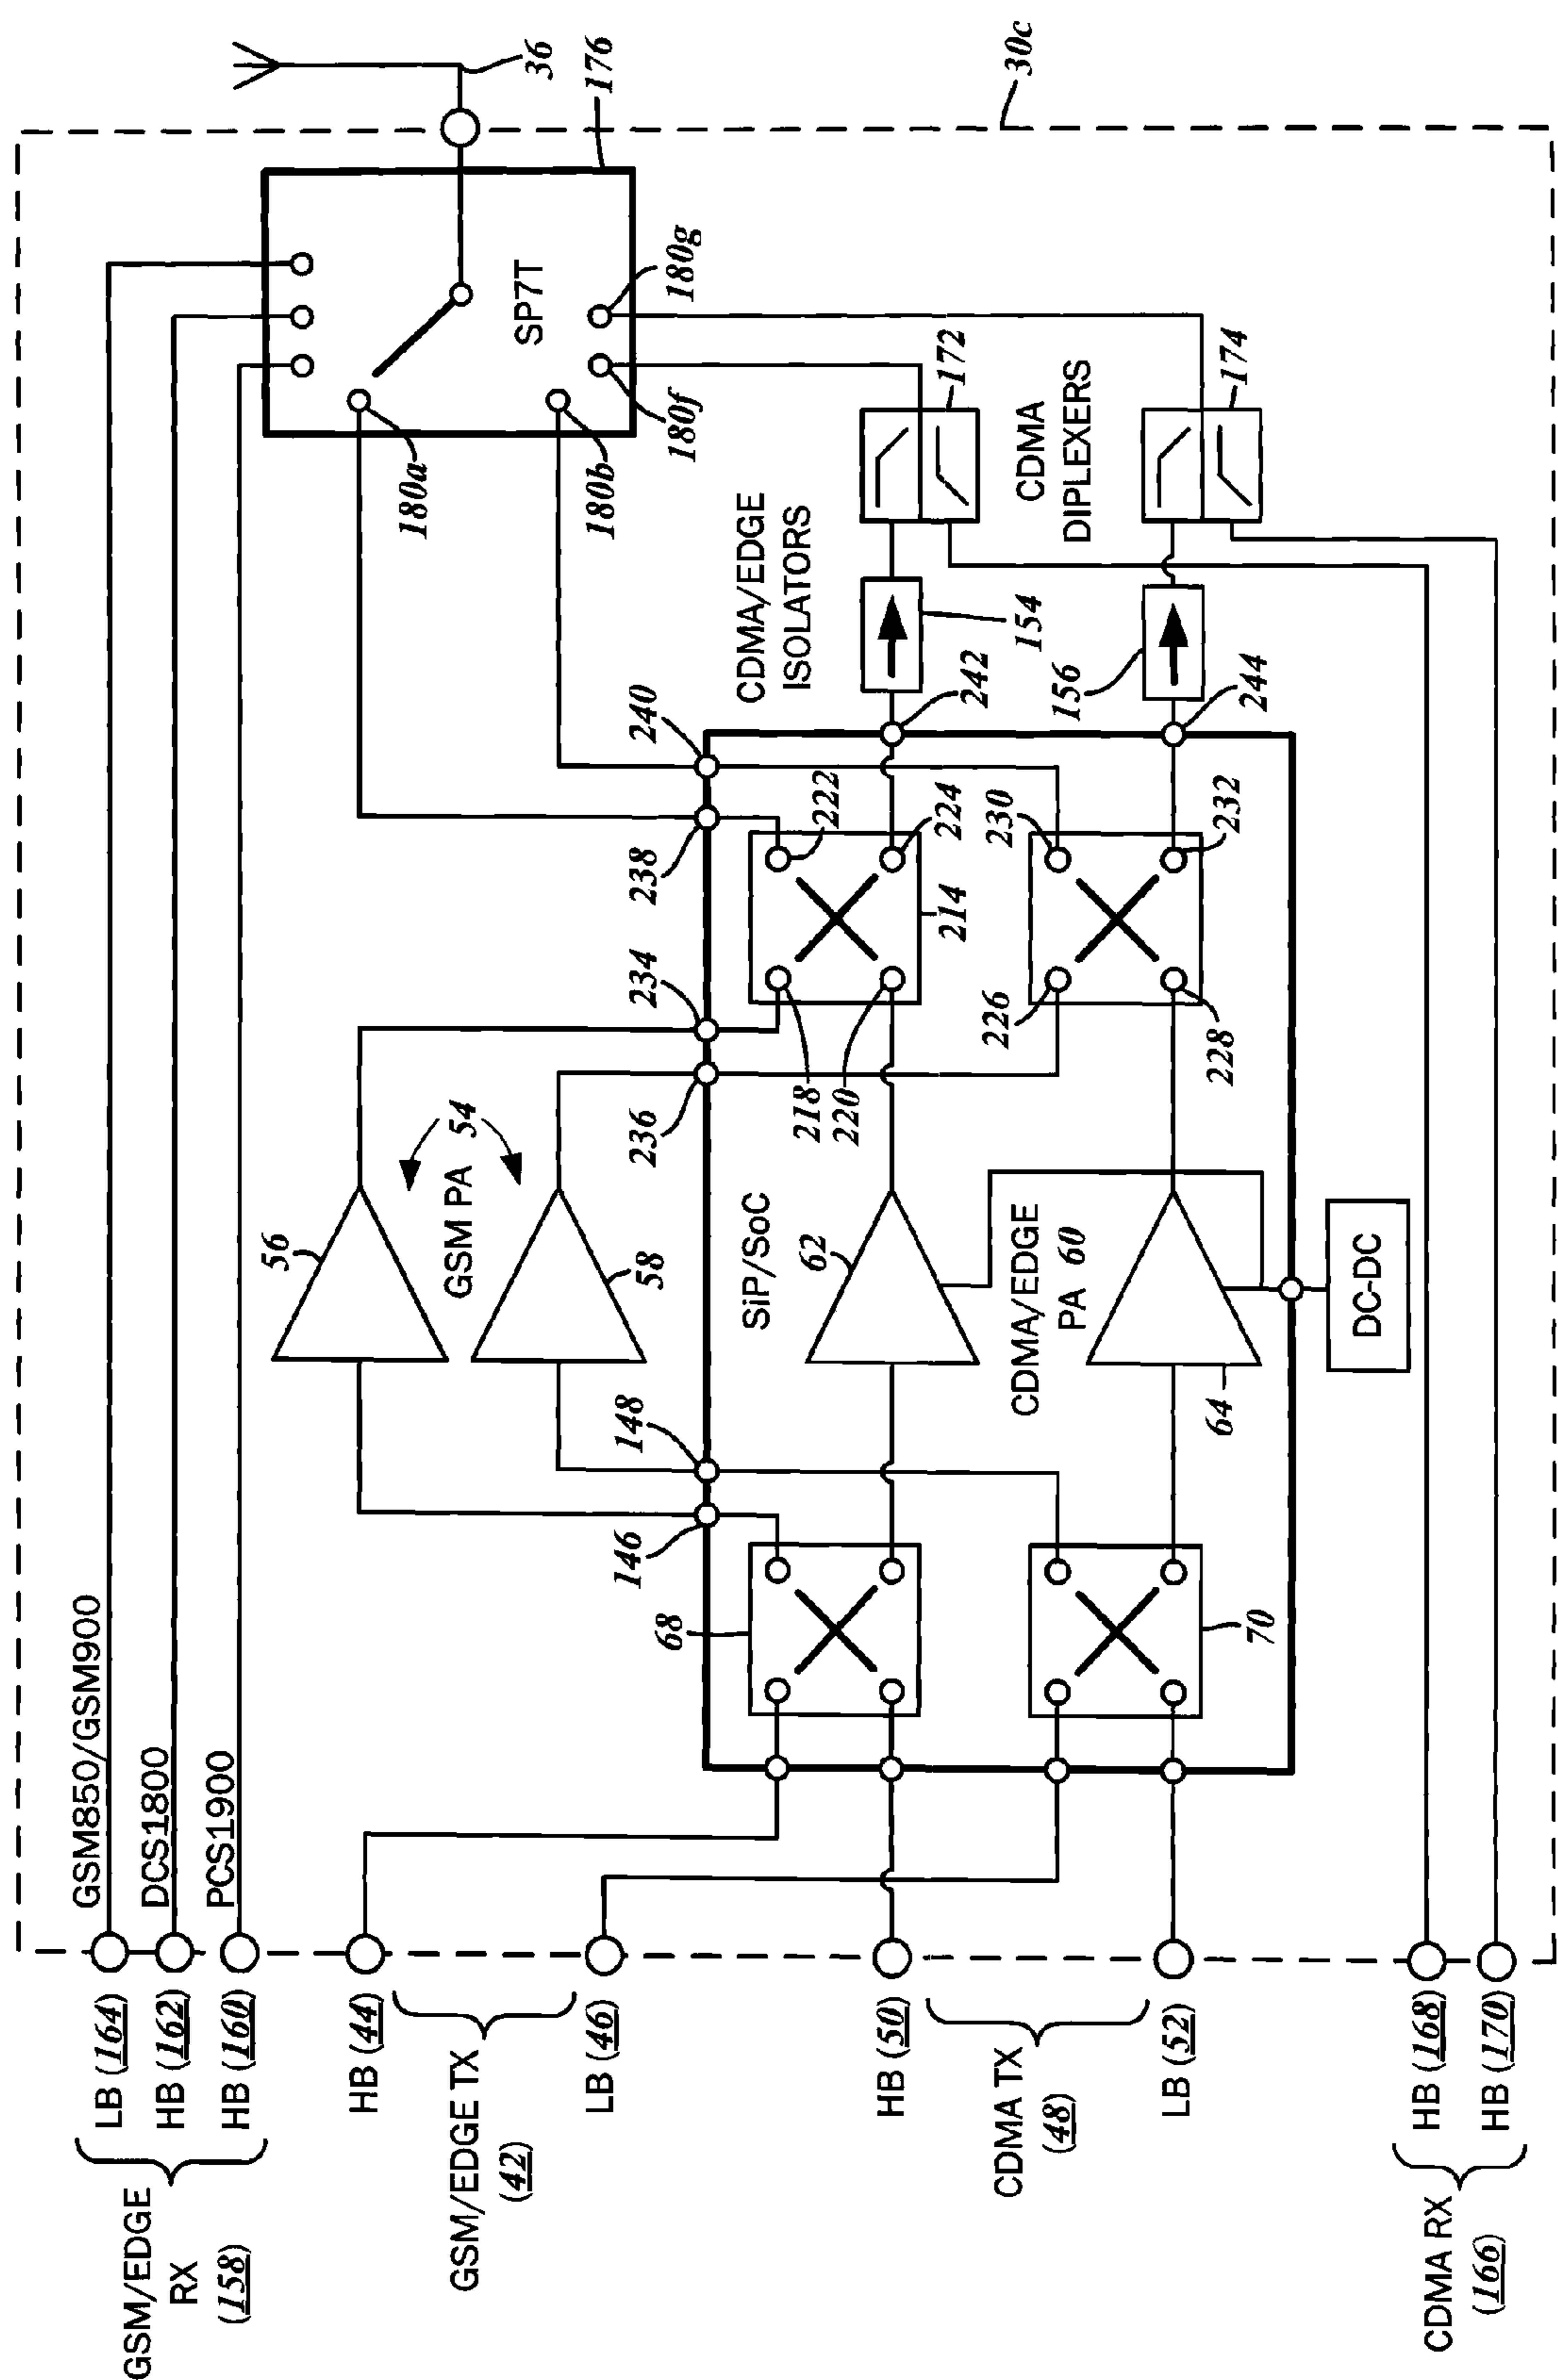 GSM/EDGE
RX
(158)
LB (164)
HB (162)
HB (160)
GSM850/GSM900
DCS1800
PCS1900
GSM/EDGE TX
(42)
HB (44)
LB (46)
CDMA TX
(48)
HB (50)
LB (52)
CDMA RX
(166)
HB (168)
HB (170)
56
GSM PA 54
58
146
148
68
70
SiP/SoC
62
CDMA/EDGE
PA 60
64
DC-DC
236
234
238
240
218
220
222
224
214
226
228
230
232
242
244
CDMA/EDGE
ISOLATORS
154
156
CDMA
DIPLEXERS
172
174
180a
180b
180f
180g
SP7T
176
36
30c